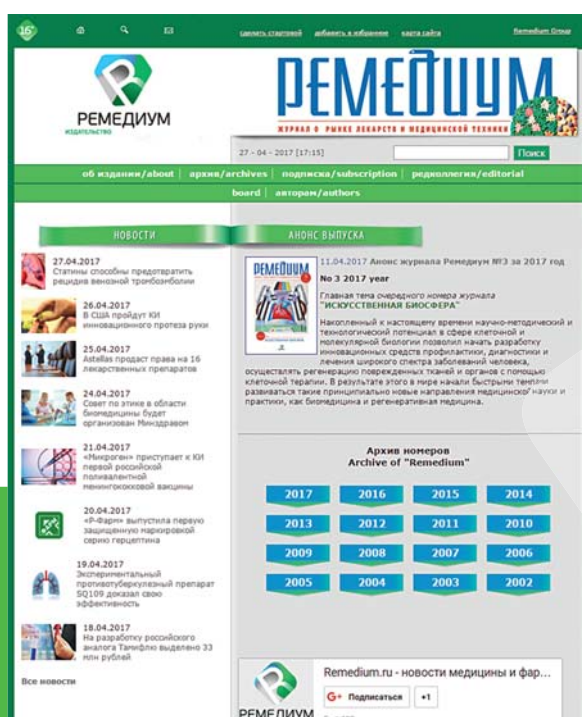 16°
сделать стартовой добавить в избранное карта сайта
Remedium Group
РЕМЕДИУМ
ИЗДАТЕЛЬСТВО
РЕМЕДИУМ
ЖУРНАЛ О РЫНКЕ ЛЕКАРСТВ И МЕДИЦИНСКОЙ ТЕХНИКИ
27 - 04 - 2017 [17:15]
Поиск
об издании/about | архив/archives | подписка/subscription | редколлегия/editorial
board | авторам/authors
НОВОСТИ
27.04.2017
Статины способны предотвратить
рецидив венозной тромбоэмболии
26.04.2017
В США пройдут КИ
инновационного протеза руки
25.04.2017
Astellas продаст права на 16
лекарственных препаратов
24.04.2017
Совет по этике в области
биомедицины будет
организован Минздравом
21.04.2017
«Микроген» приступает к КИ
первой российской
поливалентной
менингококковой вакцины
20.04.2017
«Р-Фарм» выпустила первую
защищенную маркировкой
серию герцептина
19.04.2017
Экспериментальный
противотуберкулезный препарат
SQ109 доказал свою
эффективность
18.04.2017
На разработку российского
аналога Тамифлю выделено 33
млн рублей
Все новости
АНОНС ВЫПУСКА
РЕМЕДИУМ
11.04.2017 Анонс журнала Ремедиум №3 за 2017 год
No 3 2017 year
Главная тема очередного номера журнала
"ИСКУССТВЕННАЯ БИОСФЕРА"
Накопленный к настоящему времени научно-методический и
технологический потенциал в сфере клеточной и
молекулярной биологии позволил начать разработку
инновационных средств профилактики, диагностики и
лечения широкого спектра заболеваний человека,
осуществлять регенерацию поврежденных тканей и органов с помощью
клеточной терапии. В результате этого в мире начали быстрыми темпами
развиваться такие принципиально новые направления медицинской науки и
практики, как биомедицина и регенеративная медицина.
Архив номеров
Archive of "Remedium"
2017 2016 2015 2014
2013 2012 2011 2010
2009 2008 2007 2006
2005 2004 2003 2002
РЕМЕДИУМ
Remedium.ru - новости медицины и фар...
G+ Подписаться +1